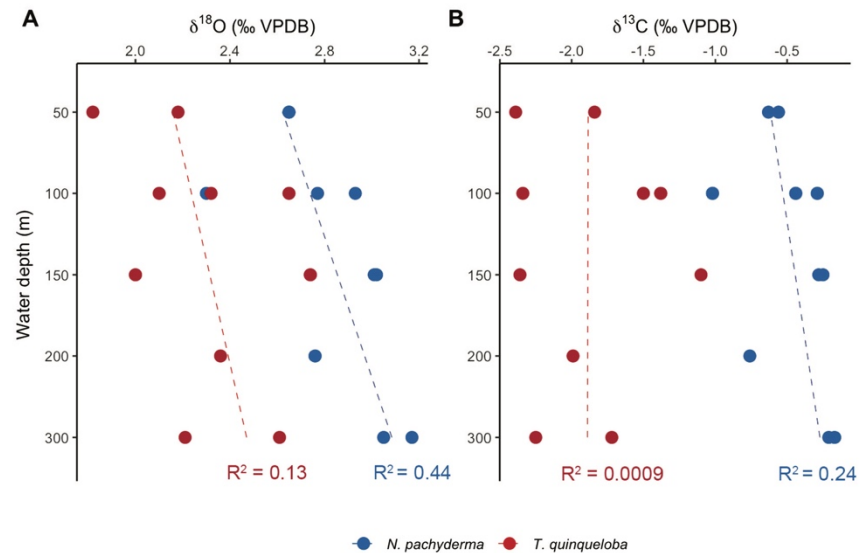 A
δ¹⁸O (‰ VPDB)
2.0 2.4 2.8 3.2
B
δ¹³C (‰ VPDB)
-2.5 -2.0 -1.5 -1.0 -0.5
Water depth (m)
50
100
150
200
300
R² = 0.13 R² = 0.44
50
100
150
200
300
R² = 0.0009 R² = 0.24
N. pachyderma T. quinqueloba